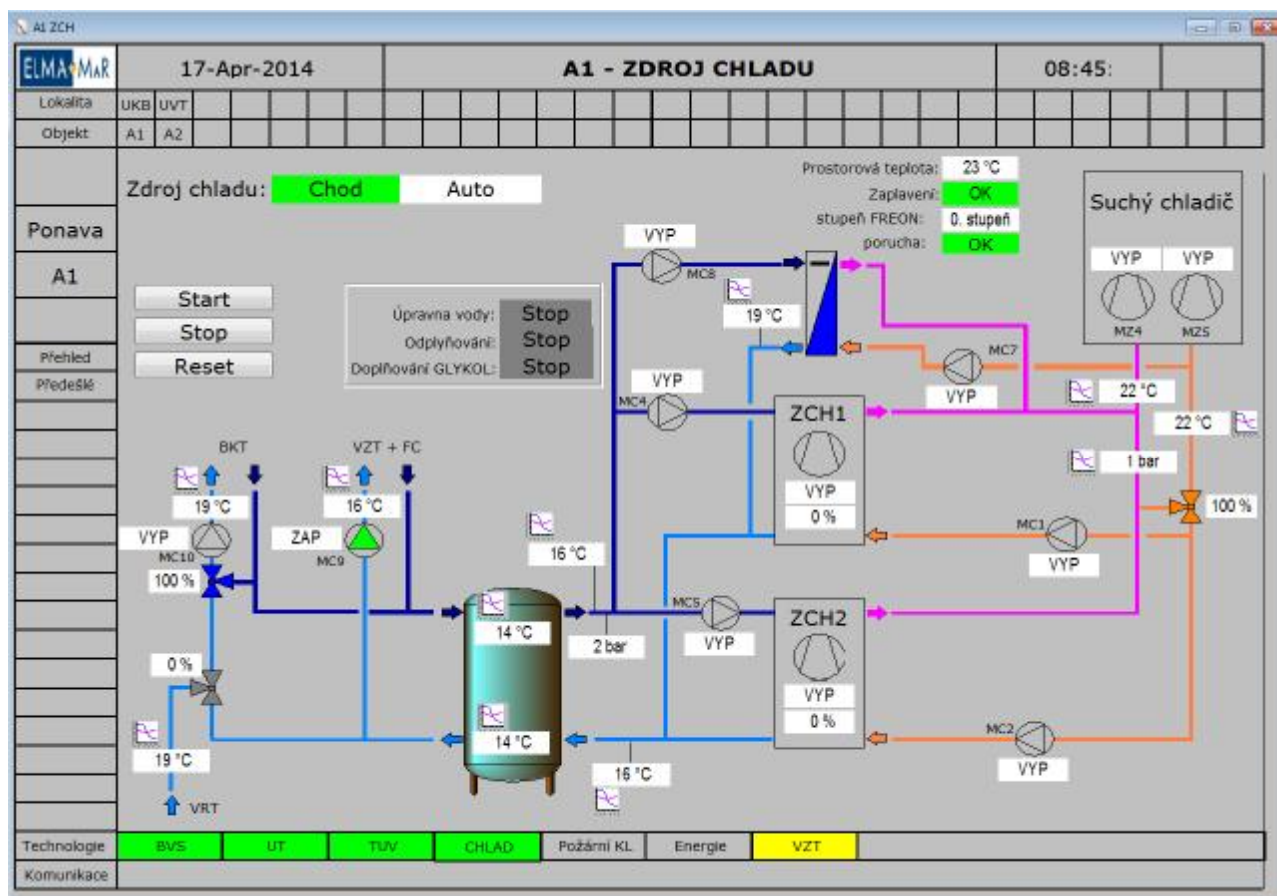 A1 ZCH
ELMA MAR
17-Apr-2014
A1 - ZDROJ CHLADU
08:45:
Lokalita UKB UVT
Objekt A1 A2
Ponava
A1
Přehled
Předešlé
Zdroj chladu: Chod Auto
Prostorová teplota: 23 °C
Zaplavení: OK
stupeň FREON: 0. stupeň
porucha: OK
Suchý chladič
VYP VYP
MZ4 MZ5
Start
Stop
Reset
Úpravna vody: Stop
Odplyňování: Stop
Doplňování GLYKOL: Stop
VYP
MC8
19 °C
MC7
VYP
VYP
MC4
ZCH1
VYP
0 %
22 °C
22 °C
1 bar
100 %
MC1
VYP
BKT
VZT + FC
19 °C
16 °C
VYP
MC10
ZAP
MC9
100 %
0 %
19 °C
VRT
14 °C
14 °C
16 °C
2 bar
16 °C
MC5
VYP
ZCH2
VYP
0 %
MC2
VYP
Technologie BVS UT TUV CHLAD Požární KL Energie VZT
Komunikace